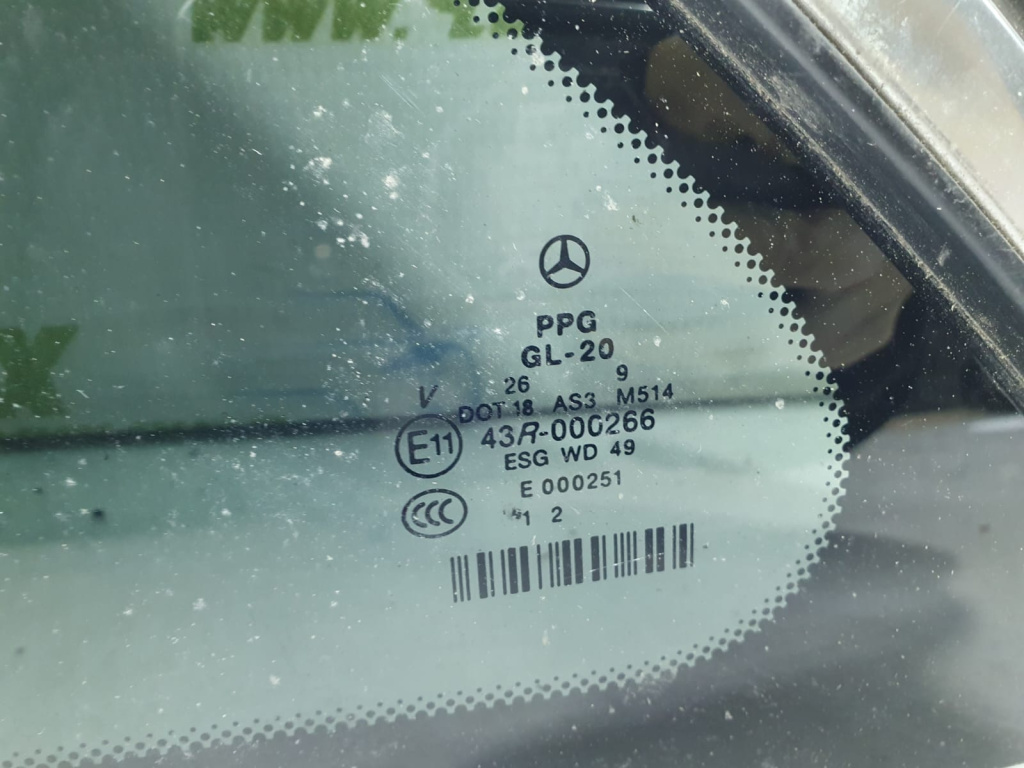 PPG
GL-20
26 9
V DOT 18 AS3 M514
E11 43R-000266
ESG WD 49
E 000251
CCC 1 2